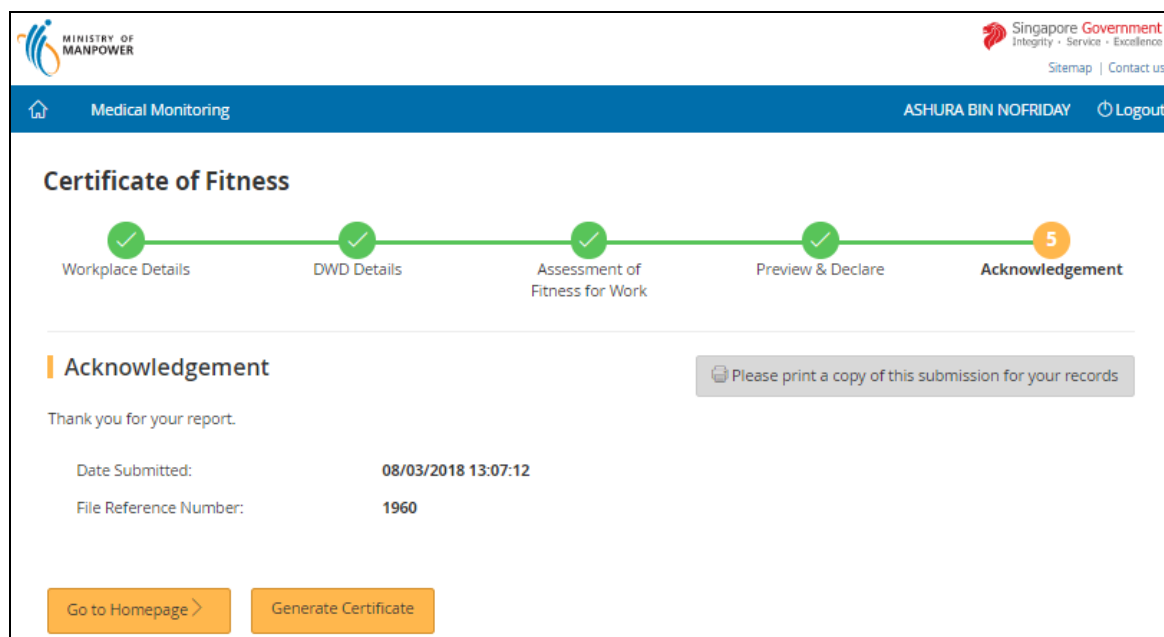 MINISTRY OF
MANPOWER
Singapore Government
Integrity · Service · Excellence
Sitemap | Contact us
Medical Monitoring
ASHURA BIN NOFRIDAY
Logout
Certificate of Fitness
Workplace Details
DWD Details
Assessment of
Fitness for Work
Preview & Declare
5
Acknowledgement
Acknowledgement
Please print a copy of this submission for your records
Thank you for your report.
Date Submitted: 08/03/2018 13:07:12
File Reference Number: 1960
Go to Homepage >
Generate Certificate